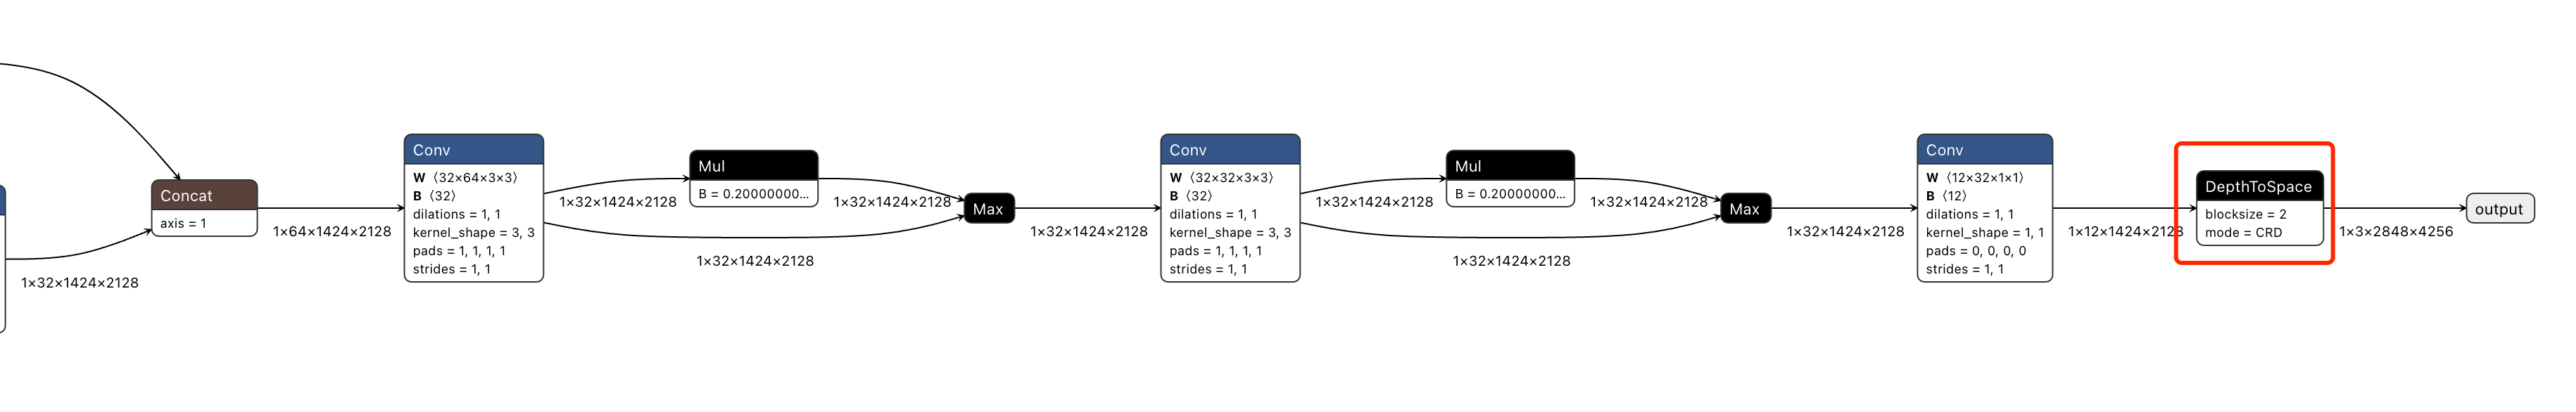 Concat
axis = 1
1×32×1424×2128
1×64×1424×2128
Conv
W ⟨32×64×3×3⟩
B ⟨32⟩
dilations = 1, 1
kernel_shape = 3, 3
pads = 1, 1, 1, 1
strides = 1, 1
1×32×1424×2128
Mul
B = 0.20000000...
1×32×1424×2128
1×32×1424×2128
Max
1×32×1424×2128
Conv
W ⟨32×32×3×3⟩
B ⟨32⟩
dilations = 1, 1
kernel_shape = 3, 3
pads = 1, 1, 1, 1
strides = 1, 1
1×32×1424×2128
Mul
B = 0.20000000...
1×32×1424×2128
1×32×1424×2128
Max
1×32×1424×2128
Conv
W ⟨12×32×1×1⟩
B ⟨12⟩
dilations = 1, 1
kernel_shape = 1, 1
pads = 0, 0, 0, 0
strides = 1, 1
1×12×1424×2128
DepthToSpace
blocksize = 2
mode = CRD
1×3×2848×4256
output